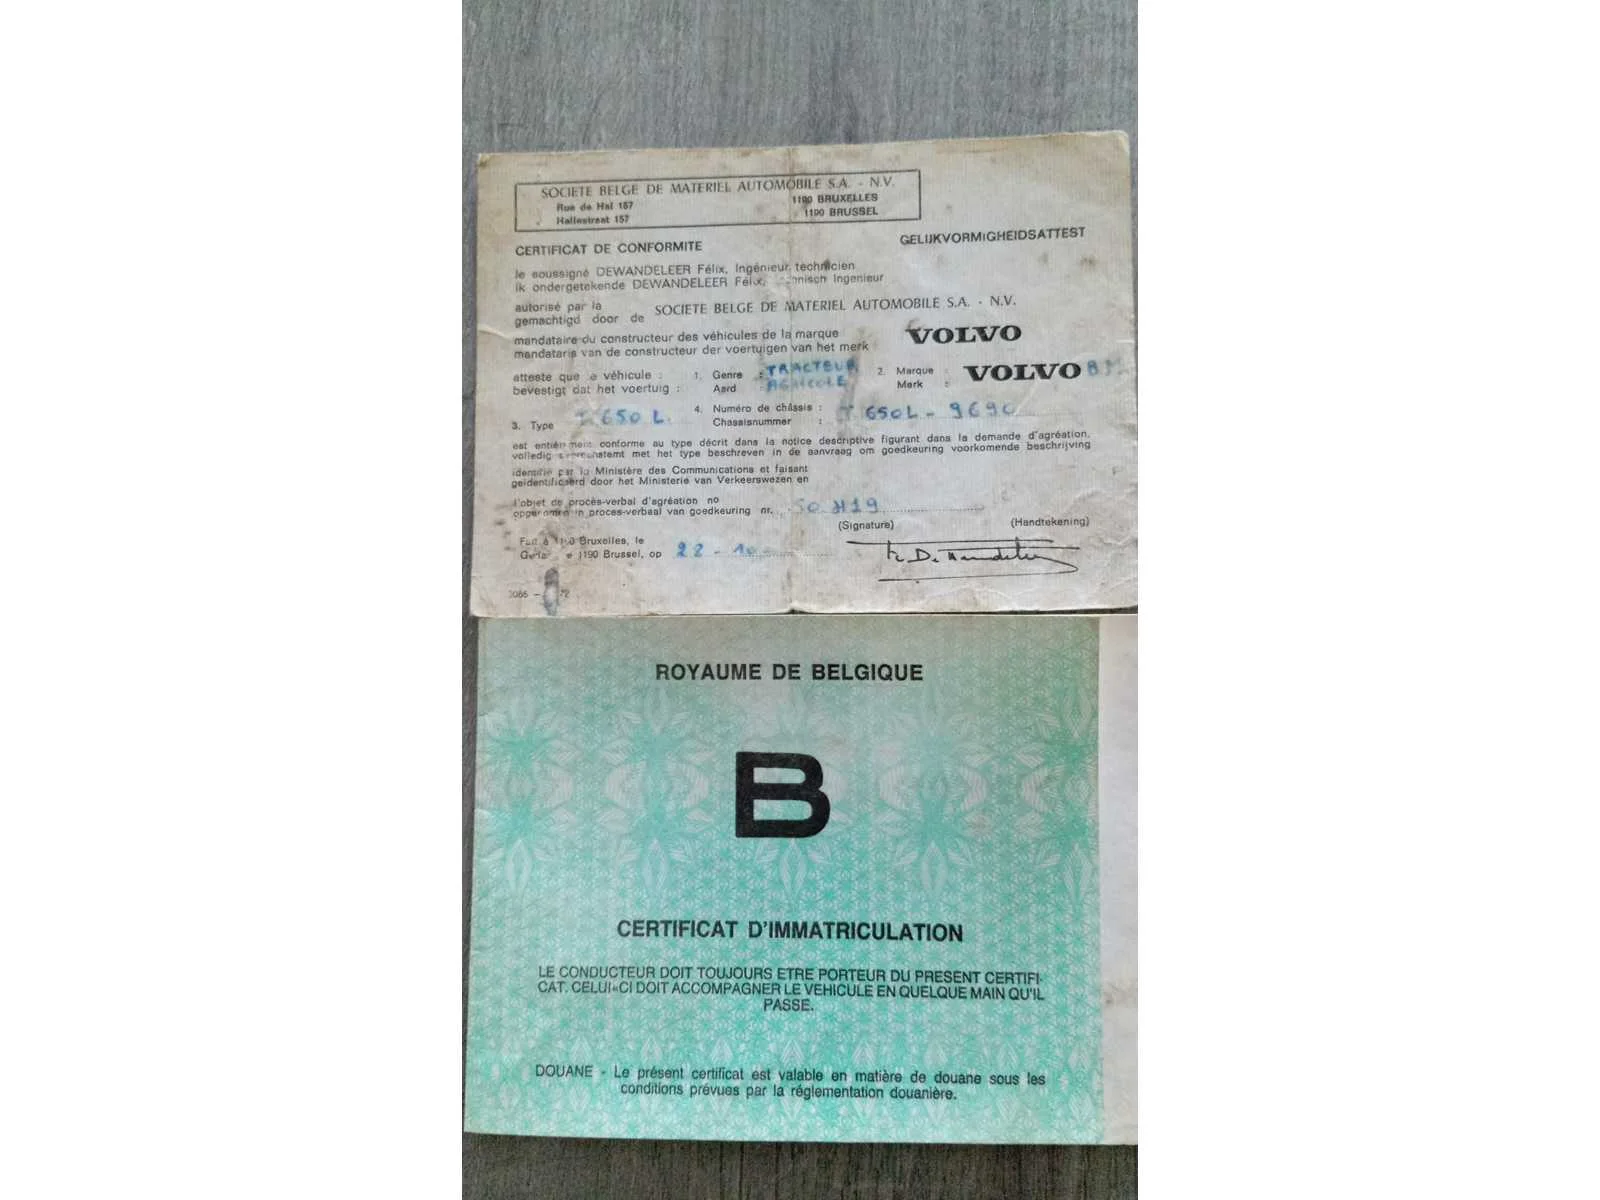 SOCIETE BELGE DE MATERIEL AUTOMOBILE S.A. - N.V.
Rue de Hal 157 1190 BRUXELLES
Hallestraat 157 1190 BRUSSEL
CERTIFICAT DE CONFORMITE GELIJKVORMIGHEIDSATTEST
le soussigné DEWANDELEER Félix, Ingénieur technicien
ik ondergetekende DEWANDELEER Félix, Ingenieur
autorisé par la
gemachtigd door de SOCIETE BELGE DE MATERIEL AUTOMOBILE S.A. - N.V.
mandataire du constructeur des véhicules de la marque
mandataris van de constructeur der voertuigen van het merk VOLVO
atteste que le véhicule : 1. Genre : TRACTEUR 2. Marque : VOLVO BM
bevestigt dat het voertuig : Aard : AGRICOLE Merk :
3. Type T 650 L. 4. Numéro de châssis : T 650L - 9690
Chassisnummer :
est entièrement conforme au type décrit dans la notice descriptive figurant dans la demande d'agréation,
volledig overeenstemt met het type beschreven in de aanvraag om goedkeuring voorkomende beschrijving
identifié par le Ministère des Communications et faisant
geïdentificeerd door het Ministerie van Verkeerswezen en
l'objet de procès-verbal d'agréation no
opgenomen in proces-verbaal van goedkeuring nr. 50 H19
(Signature) (Handtekening)
Fait à 1190 Bruxelles, le
1190 Brussel, op 22 - 10
ROYAUME DE BELGIQUE
B
CERTIFICAT D'IMMATRICULATION
LE CONDUCTEUR DOIT TOUJOURS ETRE PORTEUR DU PRESENT CERTIFI-
CAT. CELUI-CI DOIT ACCOMPAGNER LE VEHICULE EN QUELQUE MAIN QU'IL
PASSE.
DOUANE - Le présent certificat est valable en matière de douane sous les
conditions prévues par la réglementation douanière.